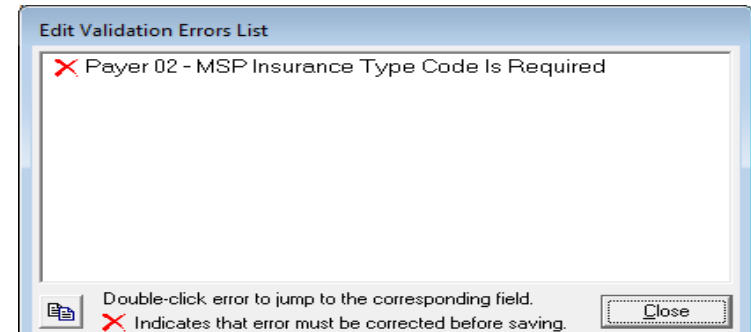 Edit Validation Errors List
Payer 02 - MSP Insurance Type Code Is Required
Double-click error to jump to the corresponding field.
Indicates that error must be corrected before saving.
Close